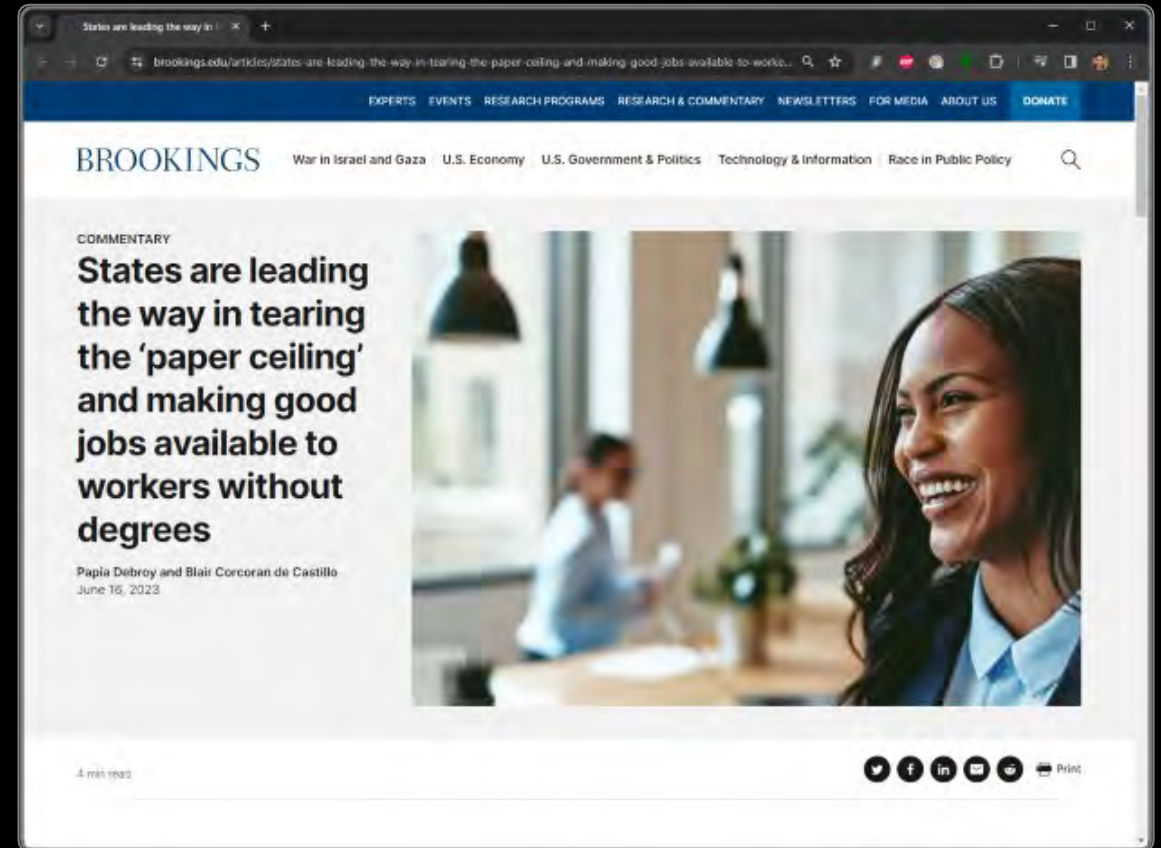 States are leading the way in
brookings.edu/articles/states-are-leading-the-way-in-tearing-the-paper-ceiling-and-making-good-jobs-available-to-worke...
EXPERTS EVENTS RESEARCH PROGRAMS RESEARCH & COMMENTARY NEWSLETTERS FOR MEDIA ABOUT US DONATE
BROOKINGS War in Israel and Gaza U.S. Economy U.S. Government & Politics Technology & Information Race in Public Policy
COMMENTARY
States are leading
the way in tearing
the ‘paper ceiling’
and making good
jobs available to
workers without
degrees
Papia Debroy and Blair Corcoran de Castillo
June 16, 2023
4 min read
Print